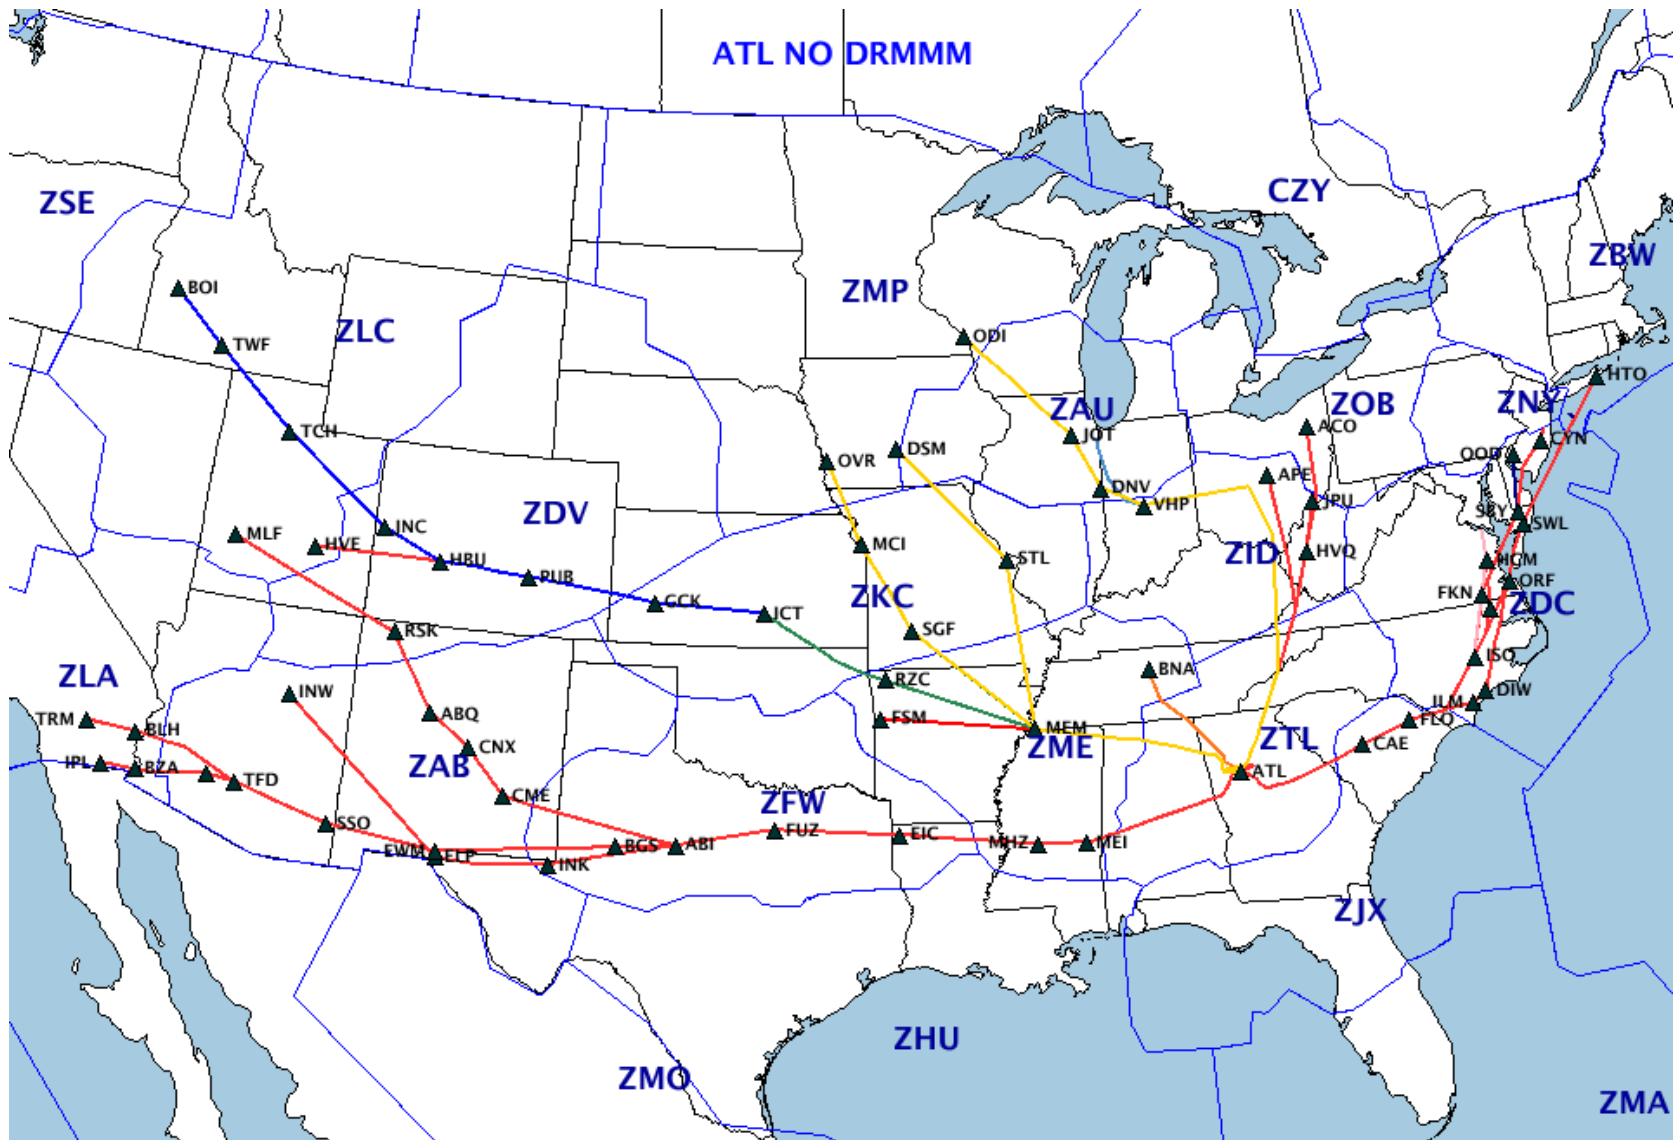 ATL NO DRMMM
CZY
ZSE
ZBW
BOI
ZMP
TWF
ZLC
ODI
HTO
ZAU
ZOB
ZNY
TCH
JOT
ACO
CYN
DSM
QOD
OVR
APE
DNV
VHP
JPU
SBY
SWL
INC
ZDV
MLF
HVE
MCI
HBU
STL
ZID
HVQ
HCM
PUB
ORF
FKN
ZDC
GCK
ZKC
ICT
RSK
SGF
ISO
BNA
ZLA
INW
RZC
DIW
ILM
TRM
BLH
ABQ
FSM
MEM
FLO
CNX
ZME
ZTL
CAE
IPL
BZA
TFD
ZAB
ATL
CME
ZFW
SSO
FUZ
EIC
EWM
ELP
BGS
ABI
MHZ
MEI
INK
ZJX
ZHU
ZMO
ZMA